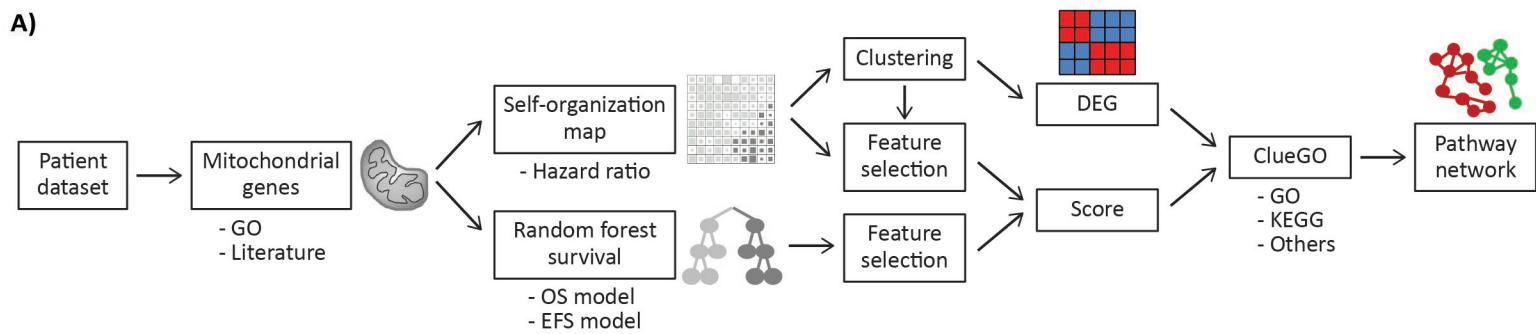 A)
Patient
dataset
Mitochondrial
genes
- GO
- Literature
Self-organization
map
- Hazard ratio
Random forest
survival
- OS model
- EFS model
Clustering
Feature
selection
Feature
selection
DEG
Score
ClueGO
- GO
- KEGG
- Others
Pathway
network